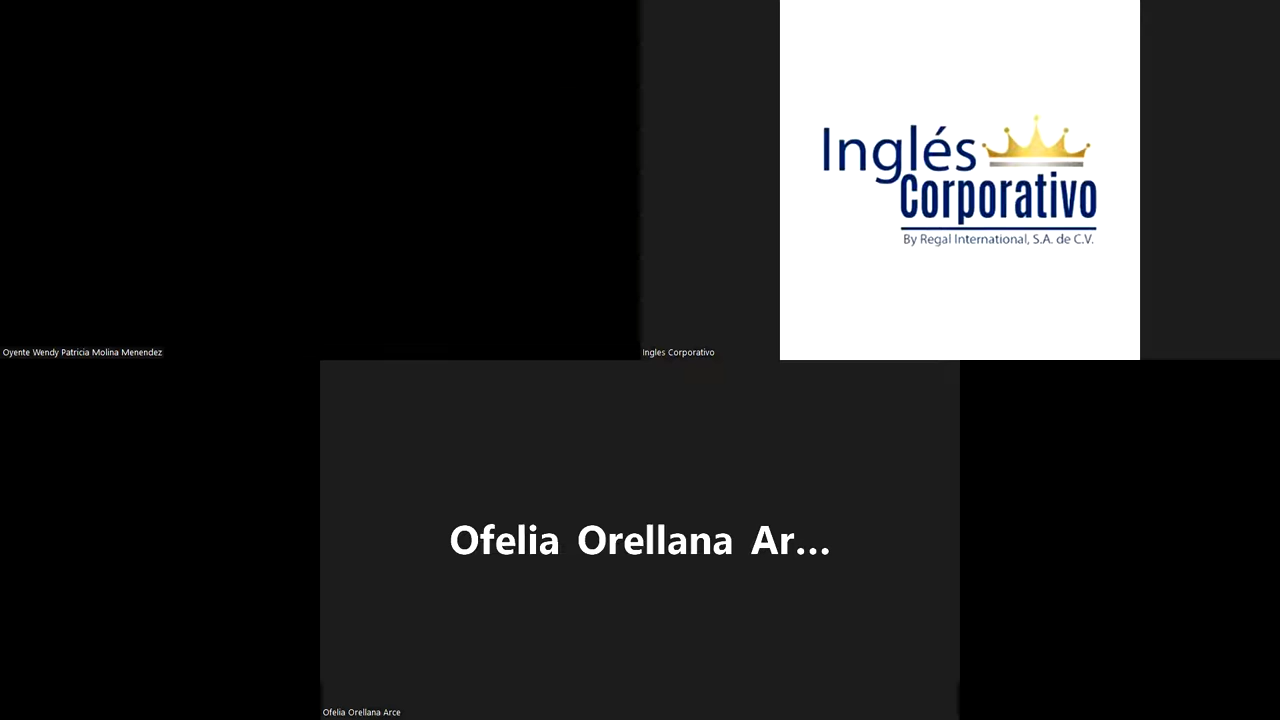 Inglés
Corporativo
By Regal International, S.A. de C.V.
Oyente Wendy Patricia Molina Menendez
Ingles Corporativo
Ofelia Orellana Ar...
Ofelia Orellana Arce